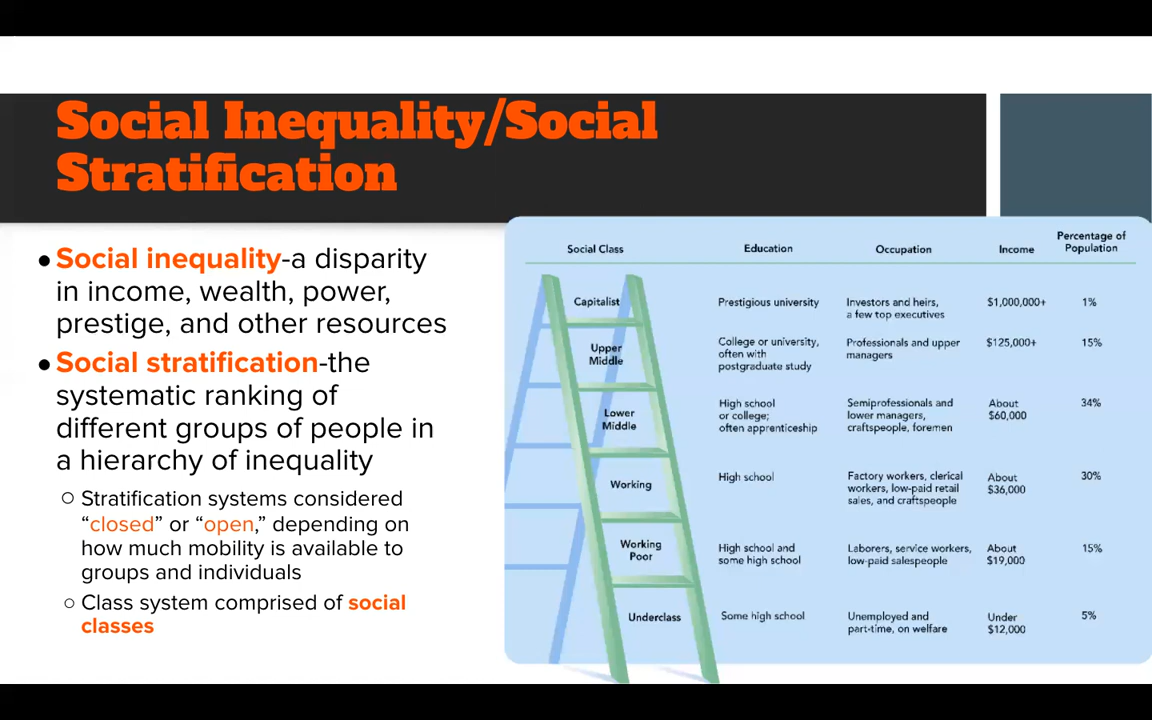 Social Inequality/Social
Stratification
●Social inequality-a disparity
in income, wealth, power,
prestige, and other resources
●Social stratification-the
systematic ranking of
different groups of people in
a hierarchy of inequality
○ Stratification systems considered
“closed” or “open,” depending on
how much mobility is available to
groups and individuals
○ Class system comprised of social
classes
Social Class Education Occupation Income Percentage of
Population
Capitalist Prestigious university Investors and heirs, $1,000,000+ 1%
a few top executives
Upper College or university, Professionals and upper $125,000+ 15%
Middle often with managers
postgraduate study
Lower High school Semiprofessionals and About 34%
Middle or college; lower managers, $60,000
often apprenticeship craftspeople, foremen
Working High school Factory workers, clerical About 30%
workers, low-paid retail $36,000
sales, and craftspeople
Working High school and Laborers, service workers, About 15%
Poor some high school low-paid salespeople $19,000
Underclass Some high school Unemployed and Under 5%
part-time, on welfare $12,000